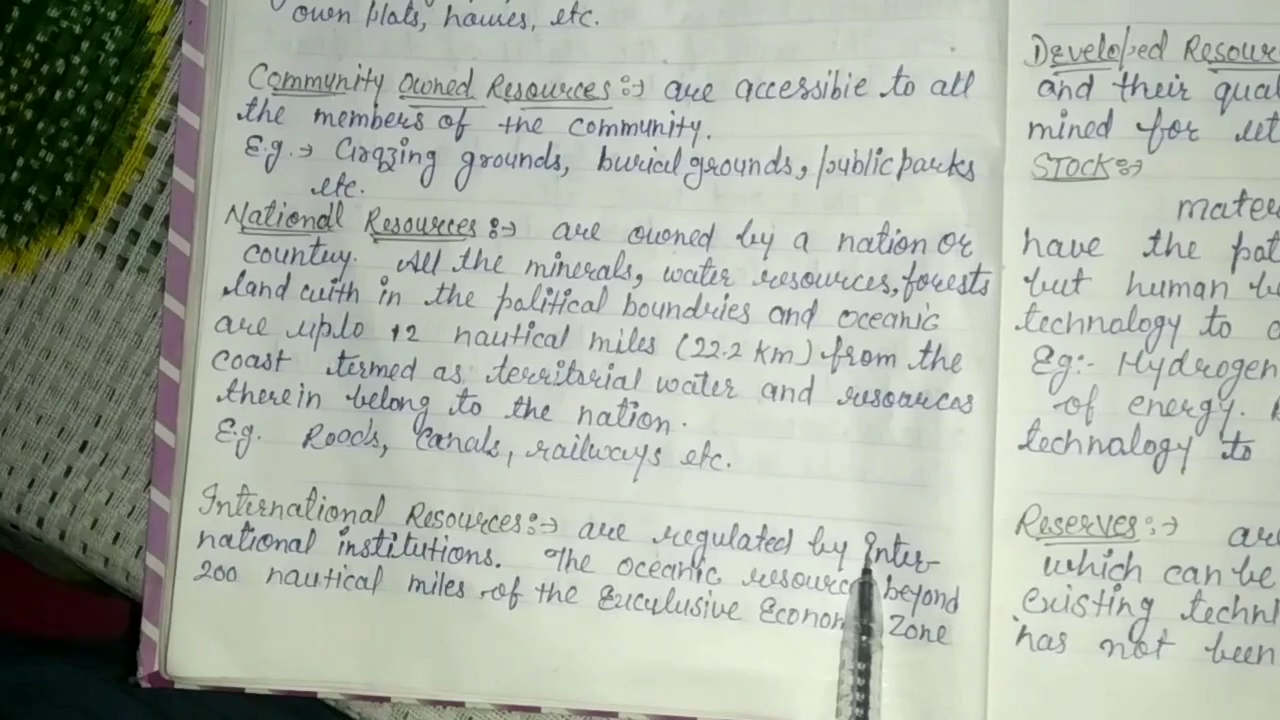 own plats, houses, etc.
Community owned Resources :→ are accessible to all
the members of the community.
E.g. → Grazing grounds, burial grounds, public parks
etc.
National Resources :→ are owned by a nation or
country. All the minerals, water resources, forests
land with in the political boundries and oceanic
are upto 12 nautical miles (22.2 km) from the
coast termed as territorial water and resources
therein belong to the nation.
E.g. Roads, canals, railways etc.
International Resources :→ are regulated by Inter-
national institutions. The oceanic resources beyond
200 nautical miles of the Exculusive Econom Zone
Developed Resour
and their qual
mined for ut
STOCK :→
mater
have the pot
but human b
technology to
Eg:- Hydrogen
of energy.
technology to
Reserves :→ are
which can be
existing techn
has not been